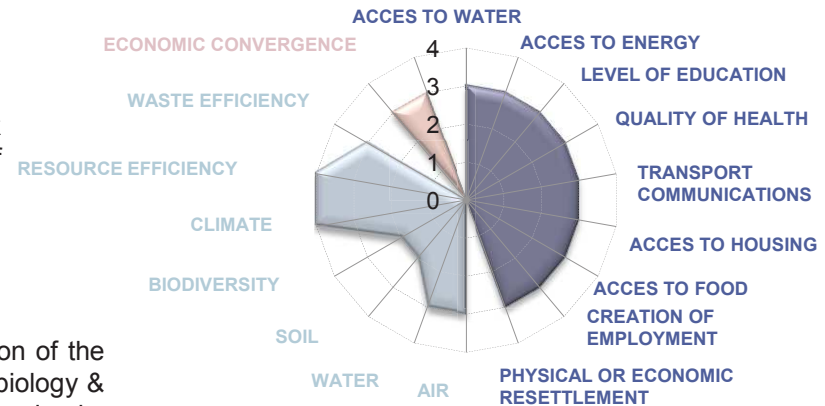 ACCES TO WATER
ACCES TO ENERGY
LEVEL OF EDUCATION
QUALITY OF HEALTH
TRANSPORT
COMMUNICATIONS
ACCES TO HOUSING
ACCES TO FOOD
CREATION OF
EMPLOYMENT
PHYSICAL OR ECONOMIC
RESETTLEMENT
AIR
WATER
SOIL
BIODIVERSITY
CLIMATE
RESOURCE EFFICIENCY
WASTE EFFICIENCY
ECONOMIC CONVERGENCE
4
3
2
1
0
on of the
biology &